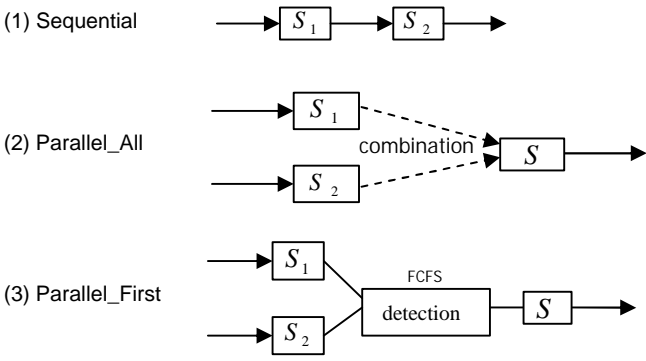 (1) Sequential S₁ S₂
S₁
(2) Parallel_All combination S
S₂
S₁
FCFS
(3) Parallel_First detection S
S₂